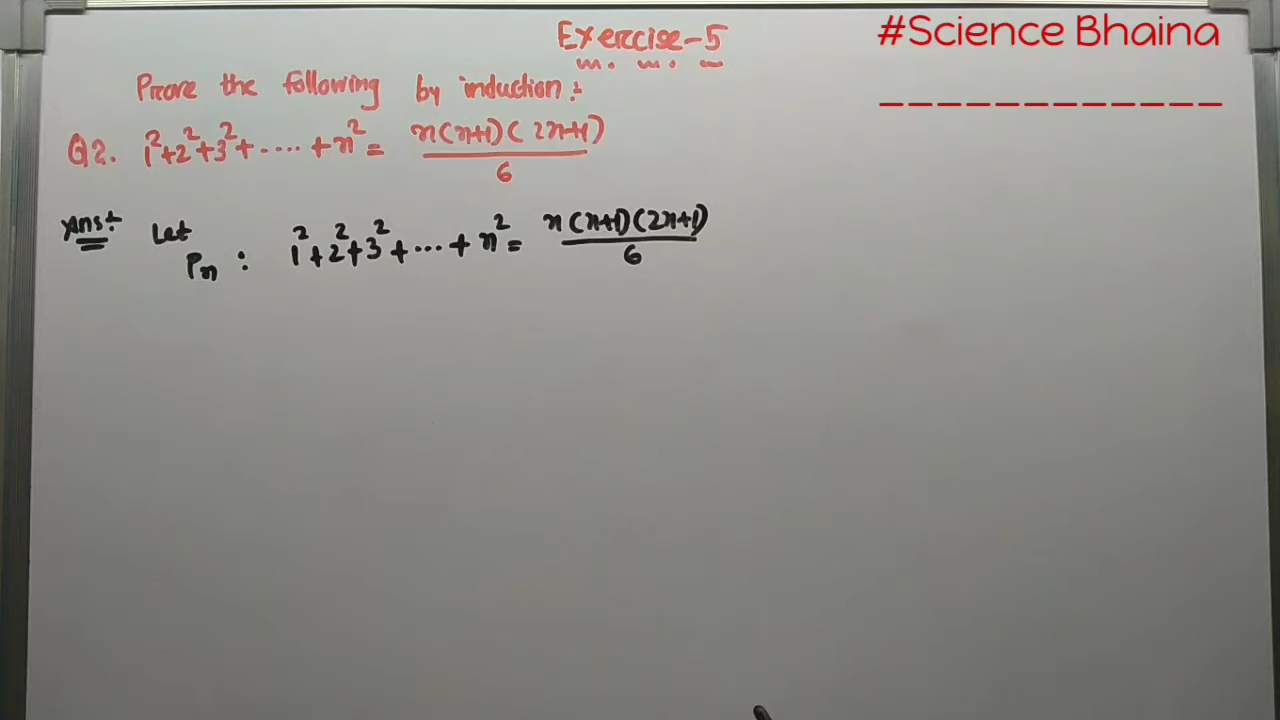 Exercise-5
#Science Bhaina
Prove the following by induction :-
Q2. 1²+2²+3²+.....+n²= n(n+1)(2n+1)/6
Ans:- Let
Pn : 1²+2²+3²+...+n²= n(n+1)(2n+1)/6